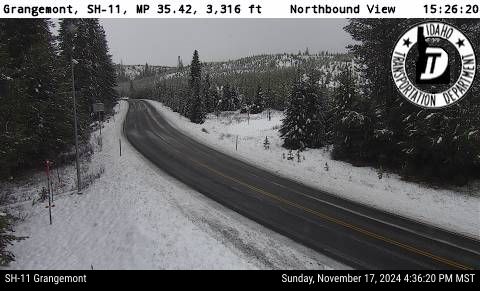 Grangemont, SH-11, MP 35.42, 3,316 ft Northbound View 15:26:20
IDAHO
TRANSPORTATION DEPARTMENT
SH-11 Grangemont Sunday, November 17, 2024 4:36:20 PM MST